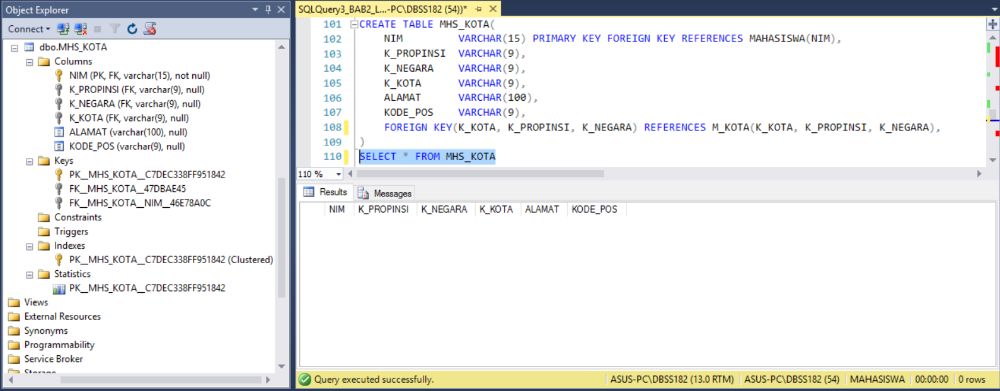 Object Explorer
Connect
dbo.MHS_KOTA
Columns
NIM (PK, FK, varchar(15), not null)
K_PROPINSI (FK, varchar(9), null)
K_NEGARA (FK, varchar(9), null)
K_KOTA (FK, varchar(9), null)
ALAMAT (varchar(100), null)
KODE_POS (varchar(9), null)
Keys
PK__MHS_KOTA__C7DEC338FF951842
FK__MHS_KOTA__47DBAE45
FK__MHS_KOTA__NIM__46E78A0C
Constraints
Triggers
Indexes
PK__MHS_KOTA__C7DEC338FF951842 (Clustered)
Statistics
PK__MHS_KOTA__C7DEC338FF951842
Views
External Resources
Synonyms
Programmability
Service Broker
Storage
SQLQuery3_BAB2_L...-PC\DBSS182 (54))*
101 CREATE TABLE MHS_KOTA(
102 NIM VARCHAR(15) PRIMARY KEY FOREIGN KEY REFERENCES MAHASISWA(NIM),
103 K_PROPINSI VARCHAR(9),
104 K_NEGARA VARCHAR(9),
105 K_KOTA VARCHAR(9),
106 ALAMAT VARCHAR(100),
107 KODE_POS VARCHAR(9),
108 FOREIGN KEY(K_KOTA, K_PROPINSI, K_NEGARA) REFERENCES M_KOTA(K_KOTA, K_PROPINSI, K_NEGARA),
109 )
110 SELECT * FROM MHS_KOTA
110 %
Results Messages
NIM K_PROPINSI K_NEGARA K_KOTA ALAMAT KODE_POS
Query executed successfully. ASUS-PC\DBSS182 (13.0 RTM) ASUS-PC\DBSS182 (54) MAHASISWA 00:00:00 0 rows